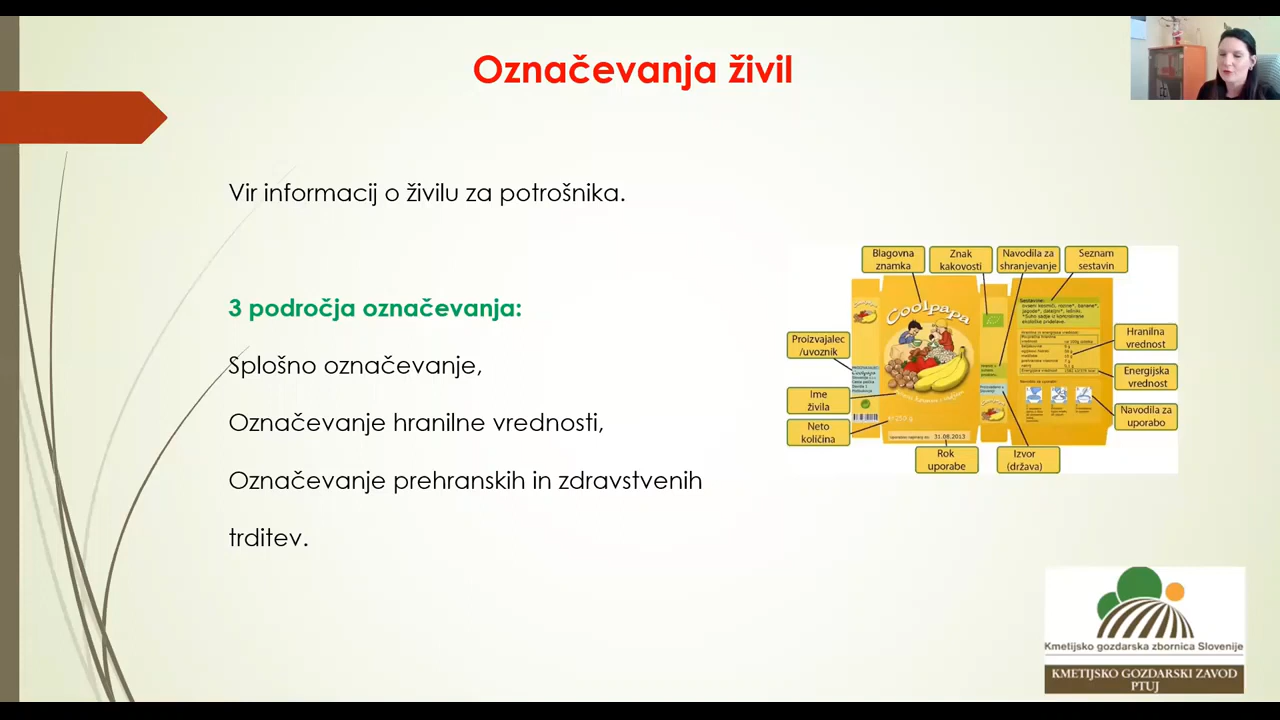 Označevanja živil
Vir informacij o živilu za potrošnika.
3 področja označevanja:
Splošno označevanje,
Označevanje hranilne vrednosti,
Označevanje prehranskih in zdravstvenih
trditev.
Blagovna
znamka
Znak
kakovosti
Navodila za
shranjevanje
Seznam
sestavin
Proizvajalec
/uvoznik
Ime
živila
Neto
količina
Rok
uporabe
Izvor
(država)
Hranilna
vrednost
Energijska
vrednost
Navodila za
uporabo
Coolpapa
Sestavine:
31.08.2013
Kmetijsko gozdarska zbornica Slovenije
KMETIJSKO GOZDARSKI ZAVOD
PTUJ